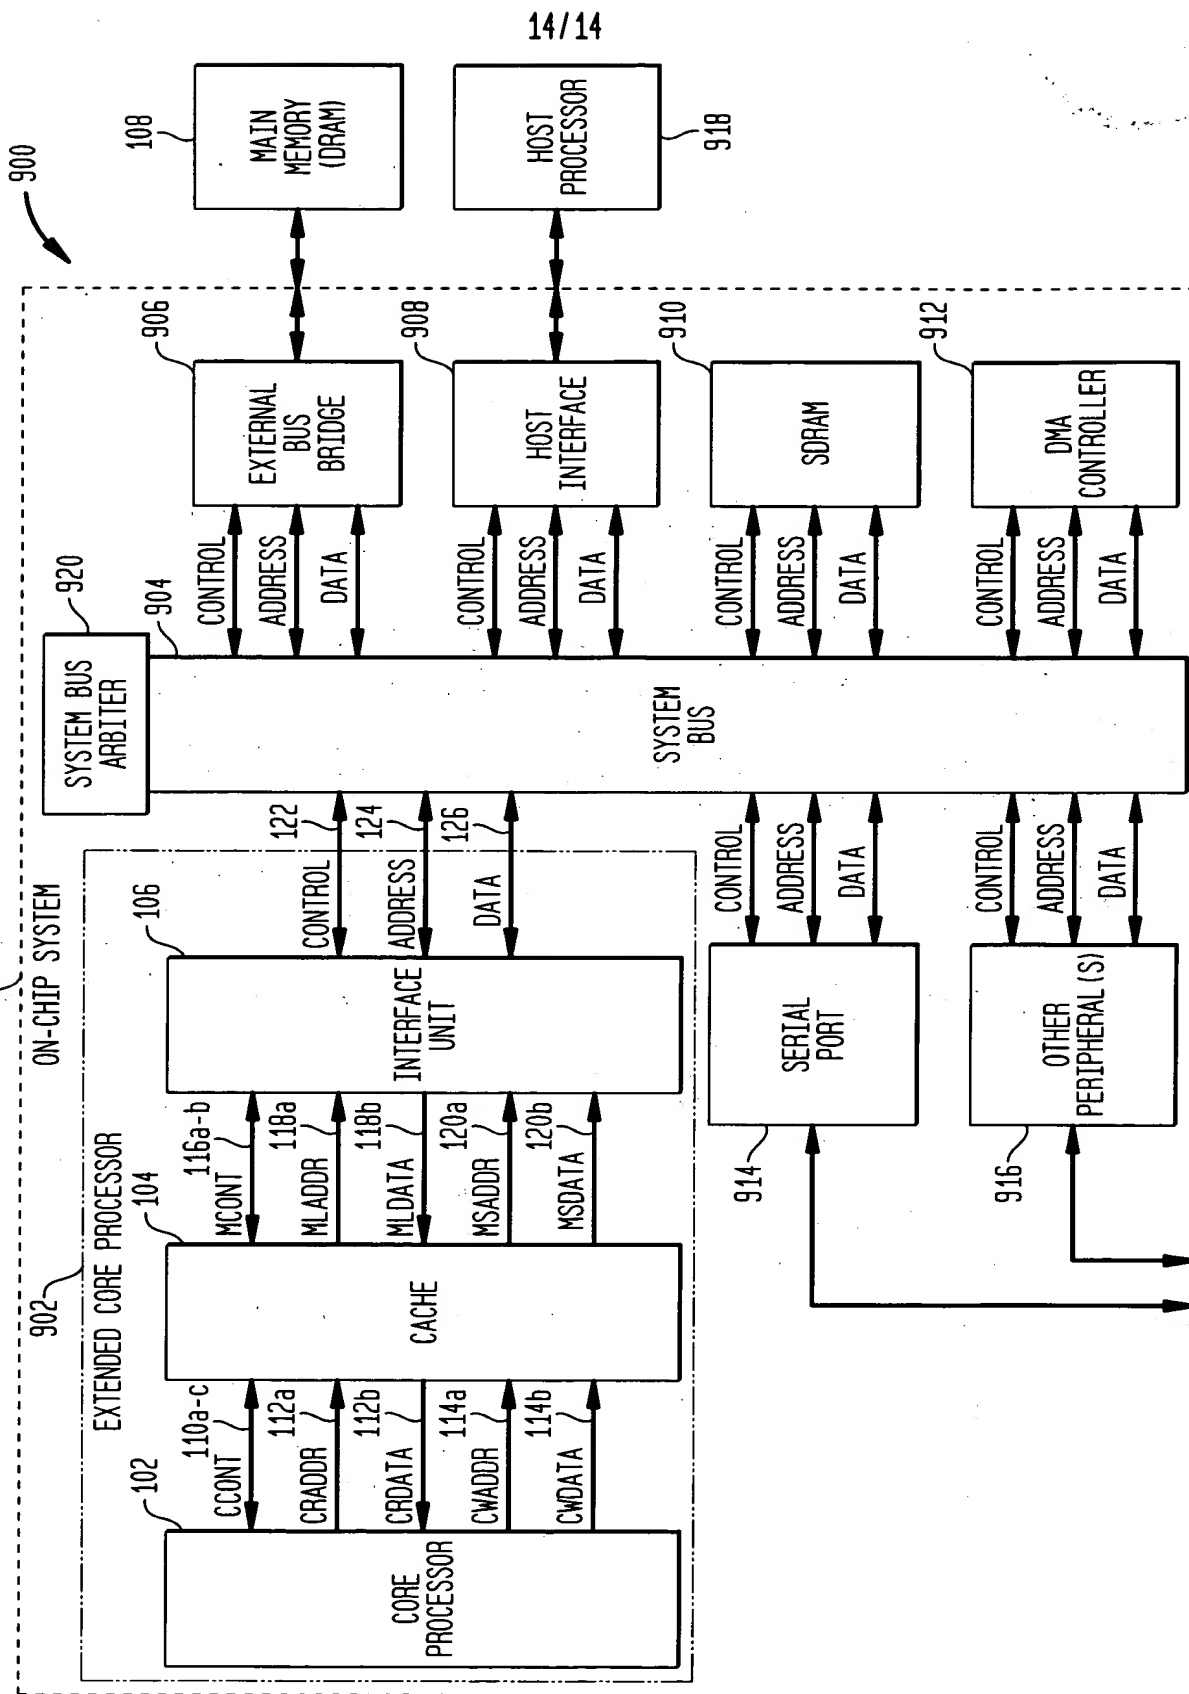 14/14
900
108
MAIN
MEMORY
(DRAM)
HOST
PROCESSOR
918
906
EXTERNAL
BUS
BRIDGE
908
HOST
INTERFACE
910
SDRAM
912
DMA
CONTROLLER
CONTROL
ADDRESS
DATA
CONTROL
ADDRESS
DATA
CONTROL
ADDRESS
DATA
CONTROL
ADDRESS
DATA
920
SYSTEM BUS
ARBITER
904
SYSTEM
BUS
ON-CHIP SYSTEM
902
EXTENDED CORE PROCESSOR
102
CORE
PROCESSOR
CCONT
110a-c
CRADDR
112a
CRDATA
112b
CWADDR
114a
CWDATA
114b
104
CACHE
MCONT
116a-b
MLADDR
118a
MLDATA
118b
MSADDR
120a
MSDATA
120b
106
INTERFACE
UNIT
CONTROL
122
ADDRESS
124
DATA
126
914
SERIAL
PORT
CONTROL
ADDRESS
DATA
916
OTHER
PERIPHERAL(S)
CONTROL
ADDRESS
DATA